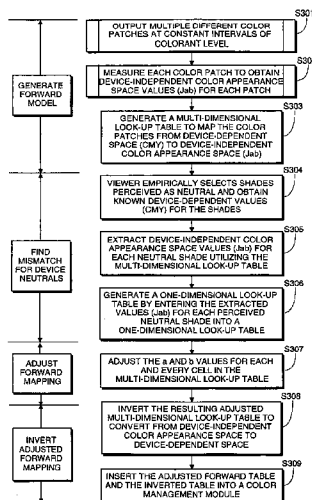 S301
OUTPUT MULTIPLE DIFFERENT COLOR
PATCHES AT CONSTANT INTERVALS OF
COLORANT LEVEL
MEASURE EACH COLOR PATCH TO OBTAIN
DEVICE-INDEPENDENT COLOR APPEARANCE
SPACE VALUES (Jab) FOR EACH PATCH
GENERATE
FORWARD
MODEL
S303
GENERATE A MULTI-DIMENSIONAL
LOOK-UP TABLE TO MAP THE COLOR
PATCHES FROM DEVICE-DEPENDENT
SPACE (CMY) TO DEVICE-INDEPENDENT
COLOR APPEARANCE SPACE (Jab)
S304
VIEWER EMPIRICALLY SELECTS SHADES
PERCEIVED AS NEUTRAL AND OBTAIN
KNOWN DEVICE-DEPENDENT VALUES
(CMY) FOR THE SHADES
S305
EXTRACT DEVICE-INDEPENDENT COLOR
APPEARANCE SPACE VALUES (Jab) FOR
EACH NEUTRAL SHADE UTILIZING THE
MULTI-DIMENSIONAL LOOK-UP TABLE
FIND
MISMATCH
FOR DEVICE
NEUTRALS
S306
GENERATE A ONE-DIMENSIONAL LOOK-UP
TABLE BY ENTERING THE EXTRACTED
VALUES (Jab) FOR EACH PERCEIVED
NEUTRAL SHADE INTO A
ONE-DIMENSIONAL LOOK-UP TABLE
S307
ADJUST
FORWARD
MAPPING
ADJUST THE a AND b VALUES FOR EACH
AND EVERY CELL IN THE
MULTI-DIMENSIONAL LOOK-UP TABLE
S308
INVERT THE RESULTING ADJUSTED
MULTI-DIMENSIONAL LOOK-UP TABLE TO
CONVERT FROM DEVICE-INDEPENDENT
COLOR APPEARANCE SPACE TO
DEVICE-DEPENDENT SPACE
INVERT
ADJUSTED
FORWARD
MAPPING
S309
INSERT THE ADJUSTED FORWARD TABLE
AND THE INVERTED TABLE INTO A COLOR
MANAGEMENT MODULE